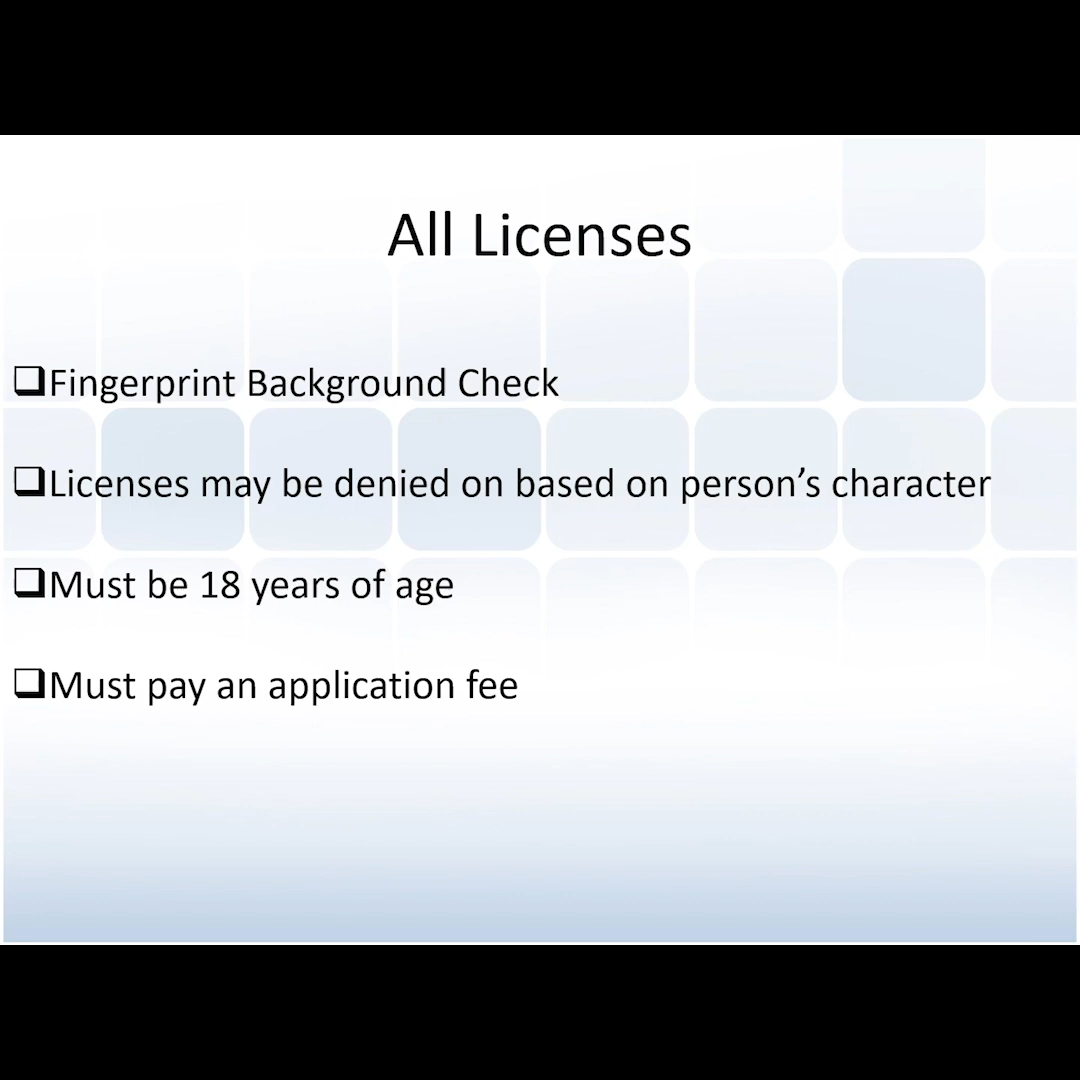 All Licenses
❑Fingerprint Background Check
❑Licenses may be denied on based on person’s character
❑Must be 18 years of age
❑Must pay an application fee